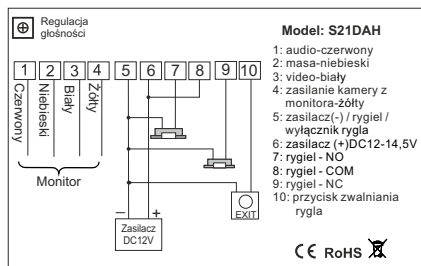 Regulacja
głośności
1 2 3 4 5 6 7 8 9 10
Czerwony
Niebieski
Biały
Żółty
Monitor
− +
Zasilacz
DC12V
EXIT
Model: S21DAH
1: audio-czerwony
2: masa-niebieski
3: video-biały
4: zasilanie kamery z
monitora-żółty
5: zasilacz(-) / rygiel /
wyłącznik rygla
6: zasilacz (+)DC12-14,5V
7: rygiel - NO
8: rygiel - COM
9: rygiel - NC
10: przycisk zwalniania
rygla
CE RoHS